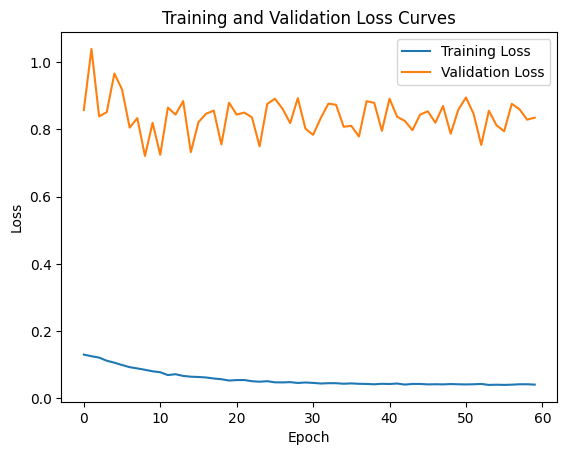 Training and Validation Loss Curves
Training Loss
Validation Loss
Loss
1.0
0.8
0.6
0.4
0.2
0.0
0 10 20 30 40 50 60
Epoch